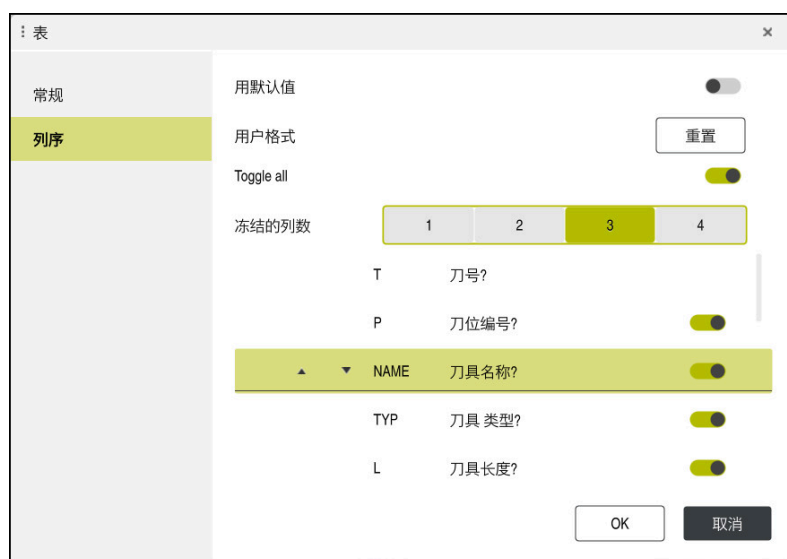 表
常规
列序
用默认值
用户格式 重置
Toggle all
冻结的列数 1 2 3 4
T 刀号?
P 刀位编号?
NAME 刀具名称?
TYP 刀具 类型?
L 刀具长度?
OK 取消